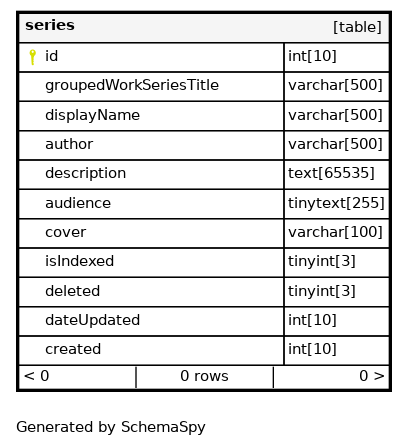 series [table]
id int[10]
groupedWorkSeriesTitle varchar[500]
displayName varchar[500]
author varchar[500]
description text[65535]
audience tinytext[255]
cover varchar[100]
isIndexed tinyint[3]
deleted tinyint[3]
dateUpdated int[10]
created int[10]
< 0 0 rows 0 >
Generated by SchemaSpy